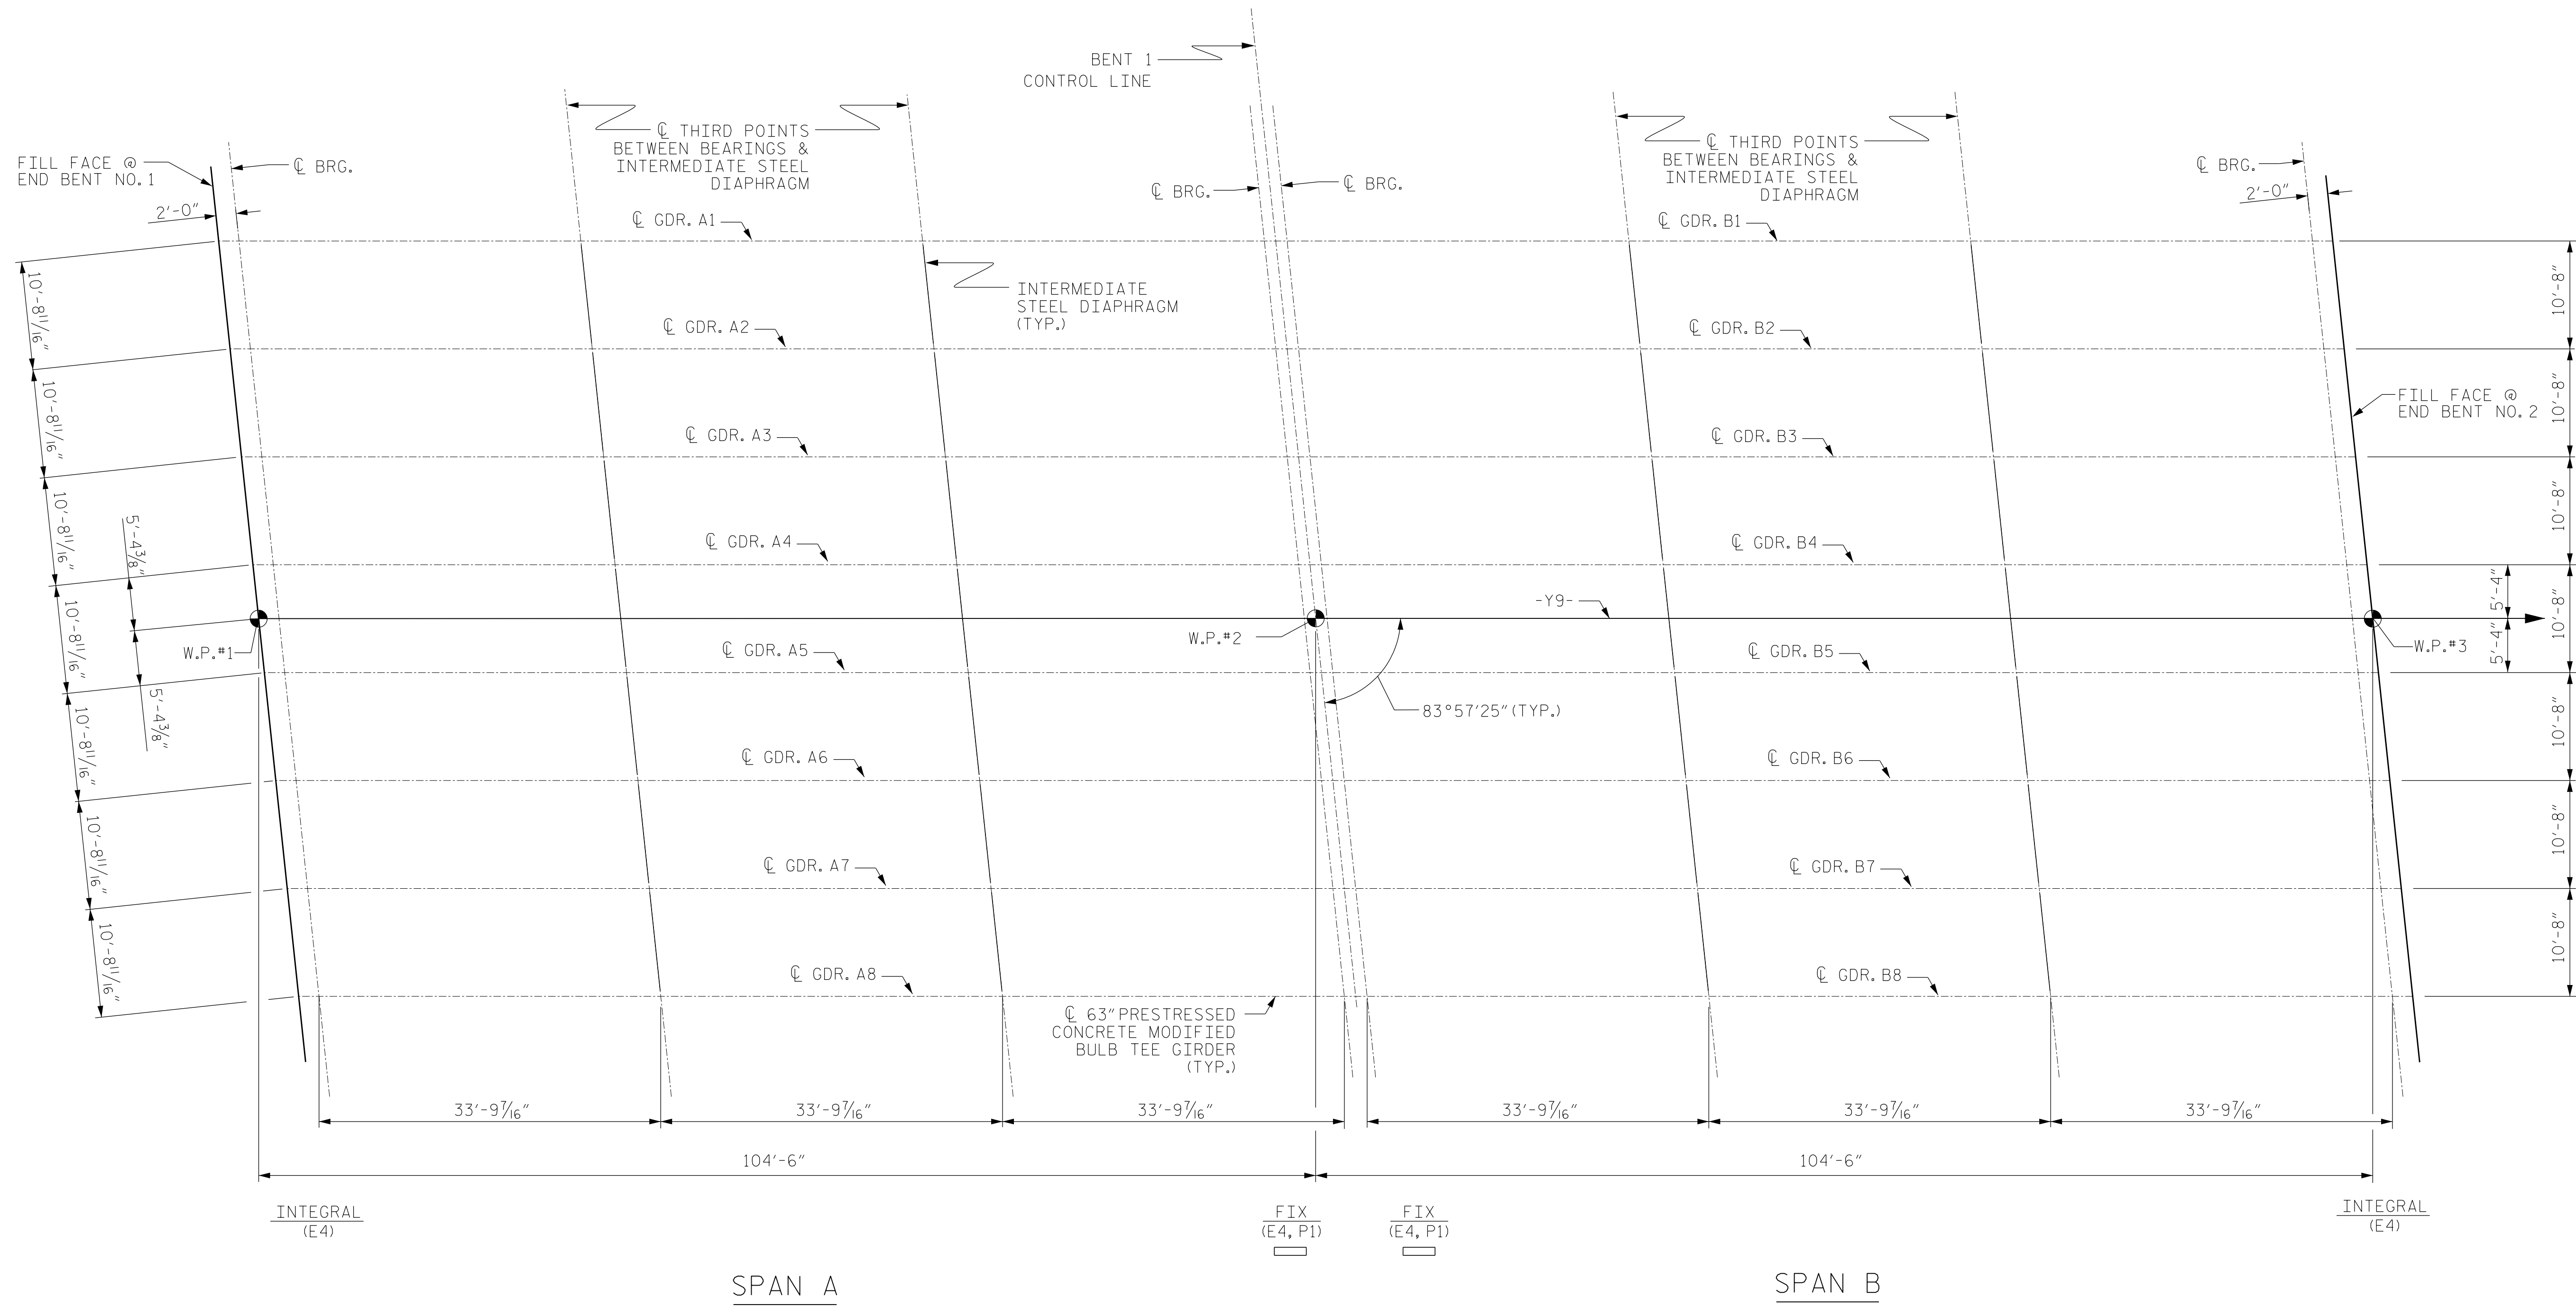 BENT 1
CONTROL LINE
℄ THIRD POINTS
BETWEEN BEARINGS &
INTERMEDIATE STEEL
DIAPHRAGM
℄ THIRD POINTS
BETWEEN BEARINGS &
INTERMEDIATE STEEL
DIAPHRAGM
FILL FACE @
END BENT NO. 1
℄ BRG.
℄ BRG.
℄ BRG.
℄ BRG.
2'-0"
2'-0"
℄ GDR. A1
℄ GDR. B1
INTERMEDIATE
STEEL DIAPHRAGM
(TYP.)
℄ GDR. A2
℄ GDR. B2
FILL FACE @
END BENT NO. 2
℄ GDR. A3
℄ GDR. B3
℄ GDR. A4
℄ GDR. B4
-Y9-
W.P.#1
W.P.#2
W.P.#3
℄ GDR. A5
℄ GDR. B5
83°57'25" (TYP.)
℄ GDR. A6
℄ GDR. B6
℄ GDR. A7
℄ GDR. B7
℄ GDR. A8
℄ GDR. B8
℄ 63" PRESTRESSED
CONCRETE MODIFIED
BULB TEE GIRDER
(TYP.)
10'-8 11/16"
10'-8 11/16"
10'-8 11/16"
10'-8 11/16"
10'-8 11/16"
10'-8 11/16"
10'-8 11/16"
5'-4 3/8"
5'-4 3/8"
10'-8"
10'-8"
10'-8"
10'-8"
10'-8"
10'-8"
10'-8"
5'-4"
5'-4"
33'-9 7/16"
33'-9 7/16"
33'-9 7/16"
33'-9 7/16"
33'-9 7/16"
33'-9 7/16"
104'-6"
104'-6"
INTEGRAL
(E4)
FIX
(E4, P1)
FIX
(E4, P1)
INTEGRAL
(E4)
SPAN A
SPAN B